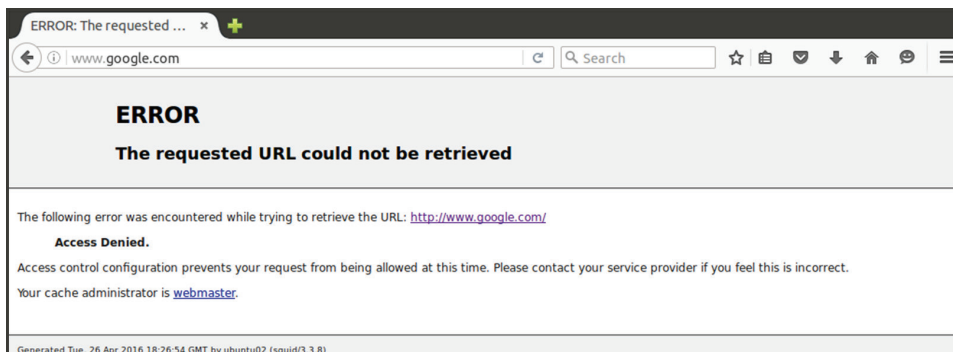 ERROR: The requested ...
www.google.com
Search
ERROR
The requested URL could not be retrieved
The following error was encountered while trying to retrieve the URL: http://www.google.com/
Access Denied.
Access control configuration prevents your request from being allowed at this time. Please contact your service provider if you feel this is incorrect.
Your cache administrator is webmaster.
Generated Tue, 26 Apr 2016 18:26:54 GMT by ubuntu02 (squid/3.3.8)